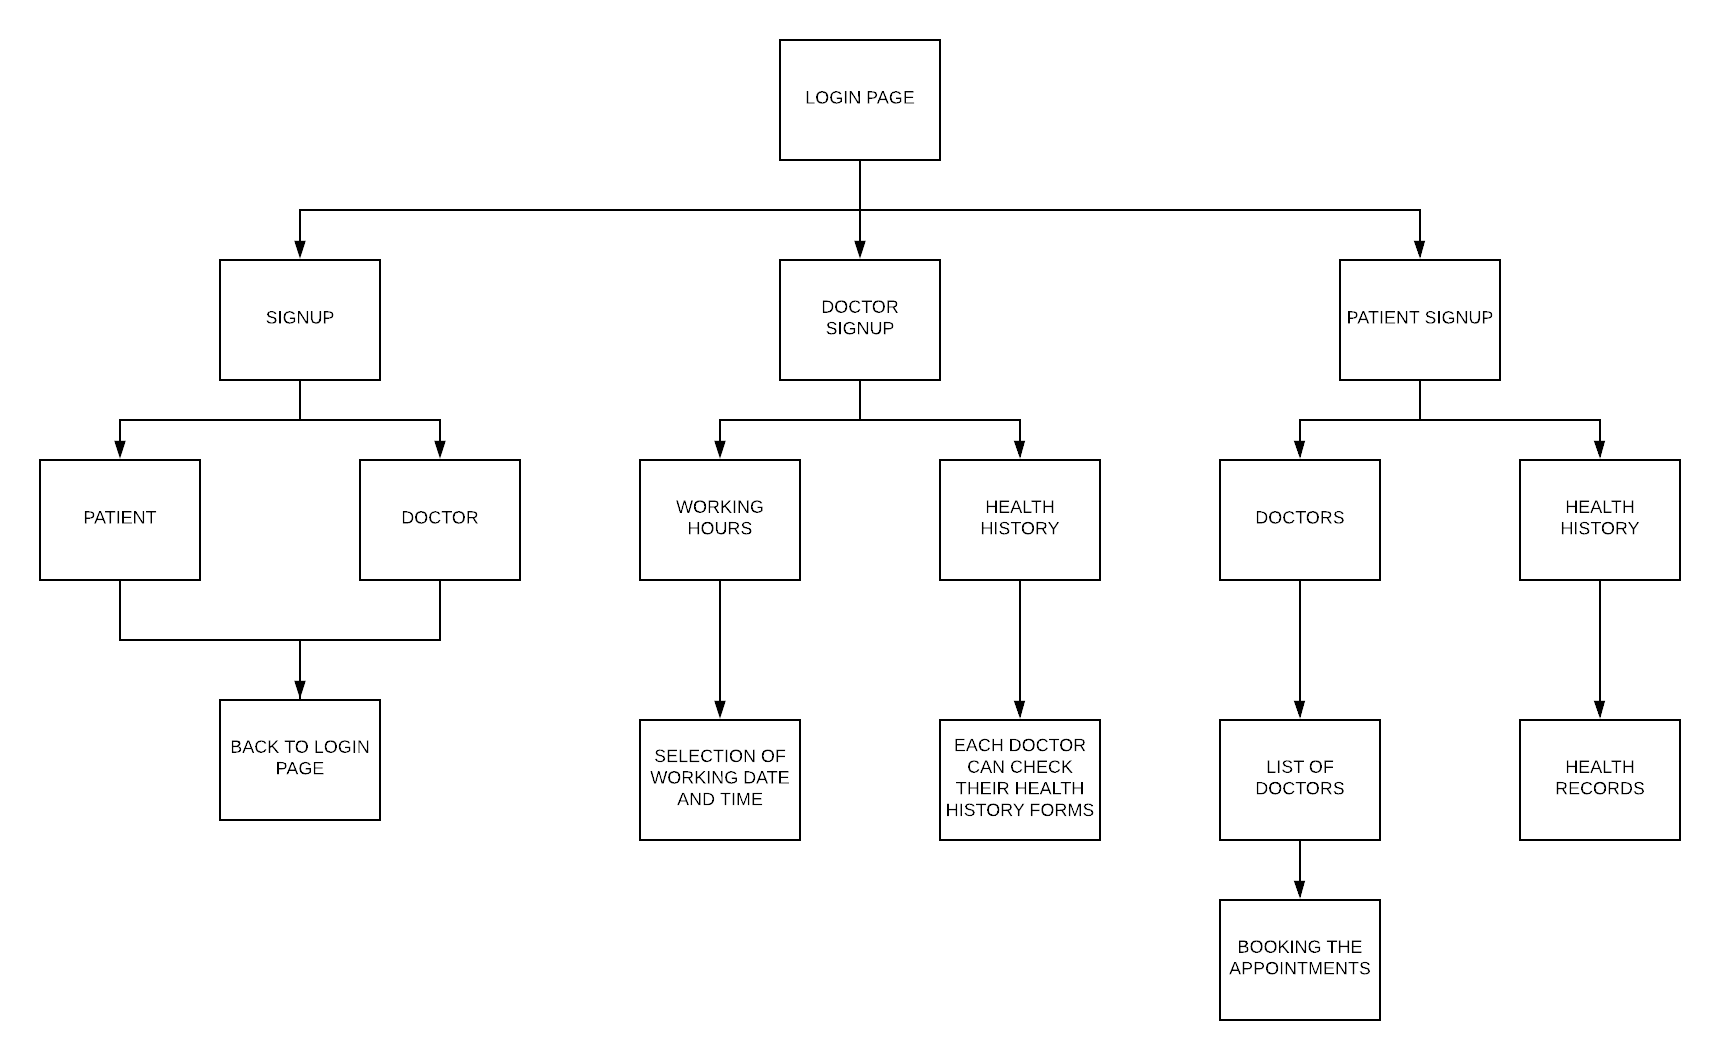 LOGIN PAGE
SIGNUP
DOCTOR
SIGNUP
PATIENT SIGNUP
PATIENT
DOCTOR
WORKING
HOURS
HEALTH
HISTORY
DOCTORS
HEALTH
HISTORY
BACK TO LOGIN
PAGE
SELECTION OF
WORKING DATE
AND TIME
EACH DOCTOR
CAN CHECK
THEIR HEALTH
HISTORY FORMS
LIST OF
DOCTORS
HEALTH
RECORDS
BOOKING THE
APPOINTMENTS